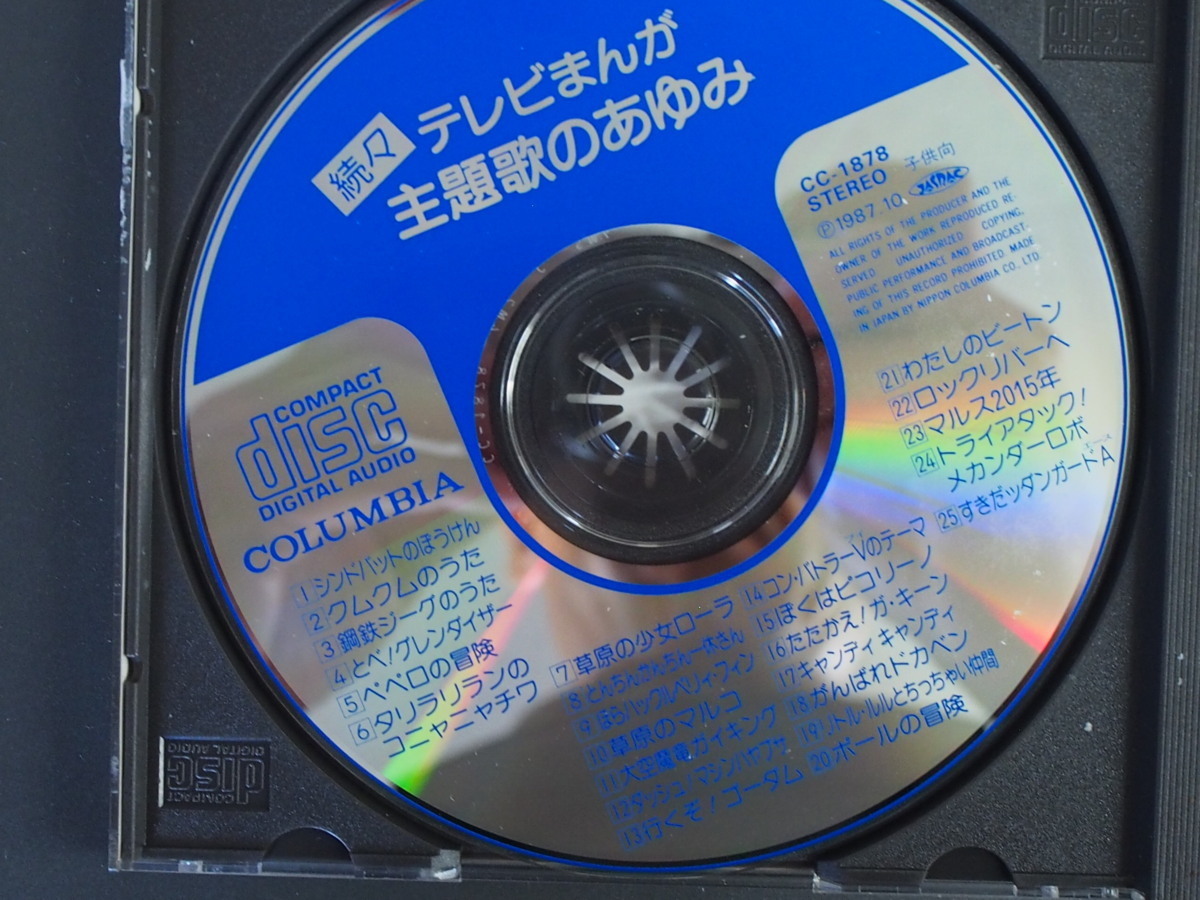 続々 テレビまんが
主題歌のあゆみ
CC-1878
STEREO 子供向
Ⓟ1987.10
ALL RIGHTS OF THE PRODUCER AND THE
OWNER OF THE WORK REPRODUCED RE-
SERVED UNAUTHORIZED COPYING,
PUBLIC PERFORMANCE AND BROADCAST-
ING OF THIS RECORD PROHIBITED MADE
IN JAPAN BY NIPPON COLUMBIA CO., LTD
COMPACT
disc
DIGITAL AUDIO
COLUMBIA
1 シンドバットのぼうけん
2 クムクムのうた
3 鋼鉄ジーグのうた
4 とべ!グレンダイザー
5 ペペロの冒険
6 タリラリランの
コニャニャチワ
7 草原の少女ローラ
8 とんちんかんちん一休さん
9 ぼくらハックルベリィ・フィン
10 草原のマルコ
11 大空魔竜ガイキング
12 ダッシュ!マシンハヤブサ
13 行くぞ!ゴーダム
14 コン・バトラーVのテーマ
15 ぼくはピコリーノ
16 たたかえ!ガ・キーン
17 キャンディ キャンディ
18 がんばれドカベン
19 リトル・ルルとちっちゃい仲間
20 ポールの冒険
21 わたしのビートン
22 ロックリバーへ
23 マルス2015年
24 トライアタック!
メカンダーロボ
25 すきだッダンガードA
COMPACT
disc
DIGITAL AUDIO
disc
DIGITAL AUDIO